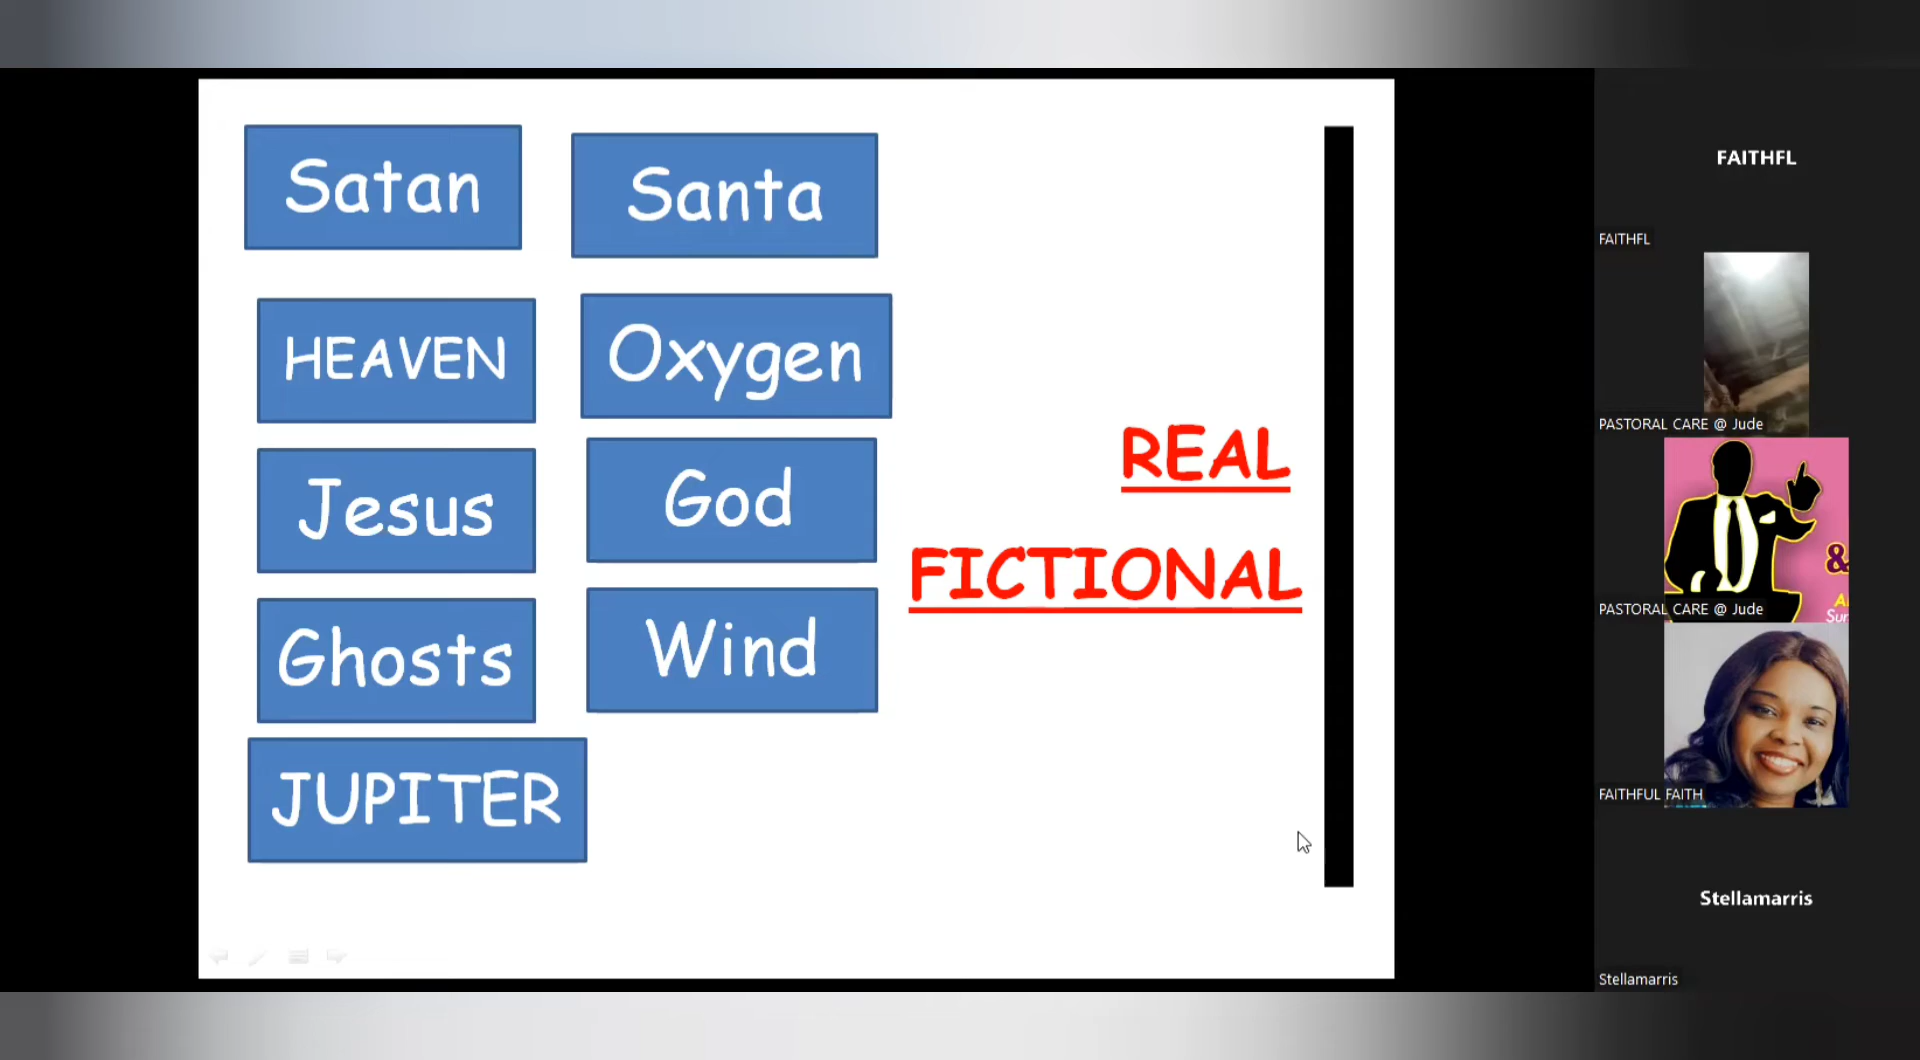 Satan
Santa
HEAVEN
Oxygen
Jesus
God
Ghosts
Wind
JUPITER
REAL
FICTIONAL
FAITHFL
FAITHFL
PASTORAL CARE @ Jude
&
PASTORAL CARE @ Jude
FAITHFUL FAITH
Stellamarris
Stellamarris